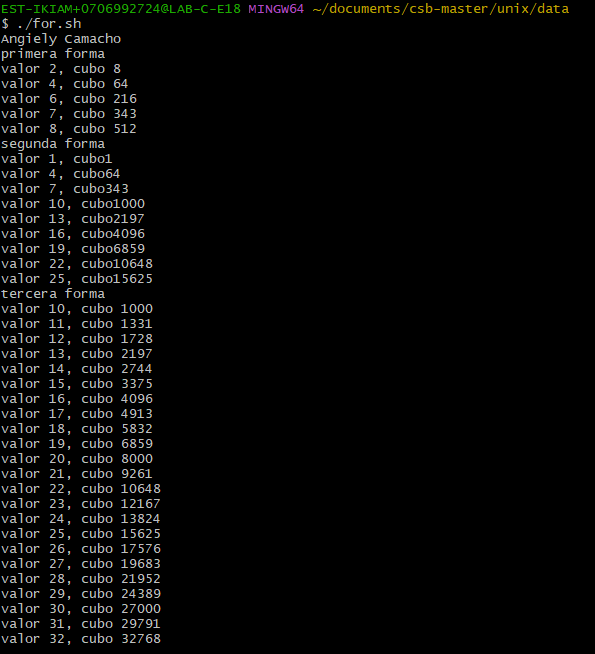 EST-IKIAM+0706992724@LAB-C-E18 MINGW64 ~/documents/csb-master/unix/data
$ ./for.sh
Angiely Camacho
primera forma
valor 2, cubo 8
valor 4, cubo 64
valor 6, cubo 216
valor 7, cubo 343
valor 8, cubo 512
segunda forma
valor 1, cubo1
valor 4, cubo64
valor 7, cubo343
valor 10, cubo1000
valor 13, cubo2197
valor 16, cubo4096
valor 19, cubo6859
valor 22, cubo10648
valor 25, cubo15625
tercera forma
valor 10, cubo 1000
valor 11, cubo 1331
valor 12, cubo 1728
valor 13, cubo 2197
valor 14, cubo 2744
valor 15, cubo 3375
valor 16, cubo 4096
valor 17, cubo 4913
valor 18, cubo 5832
valor 19, cubo 6859
valor 20, cubo 8000
valor 21, cubo 9261
valor 22, cubo 10648
valor 23, cubo 12167
valor 24, cubo 13824
valor 25, cubo 15625
valor 26, cubo 17576
valor 27, cubo 19683
valor 28, cubo 21952
valor 29, cubo 24389
valor 30, cubo 27000
valor 31, cubo 29791
valor 32, cubo 32768